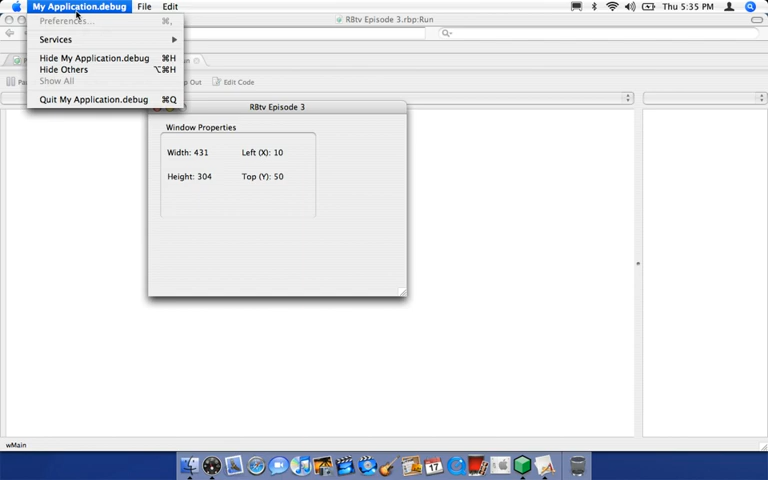 My Application.debug File Edit Thu 5:35 PM
Preferences... ⌘,
Services
Hide My Application.debug ⌘H
Hide Others ⌥⌘H
Show All
Quit My Application.debug ⌘Q
RBtv Episode 3.rbp:Run
Out Edit Code
RBtv Episode 3
Window Properties
Width: 431 Left (X): 10
Height: 304 Top (Y): 50
wMain
17